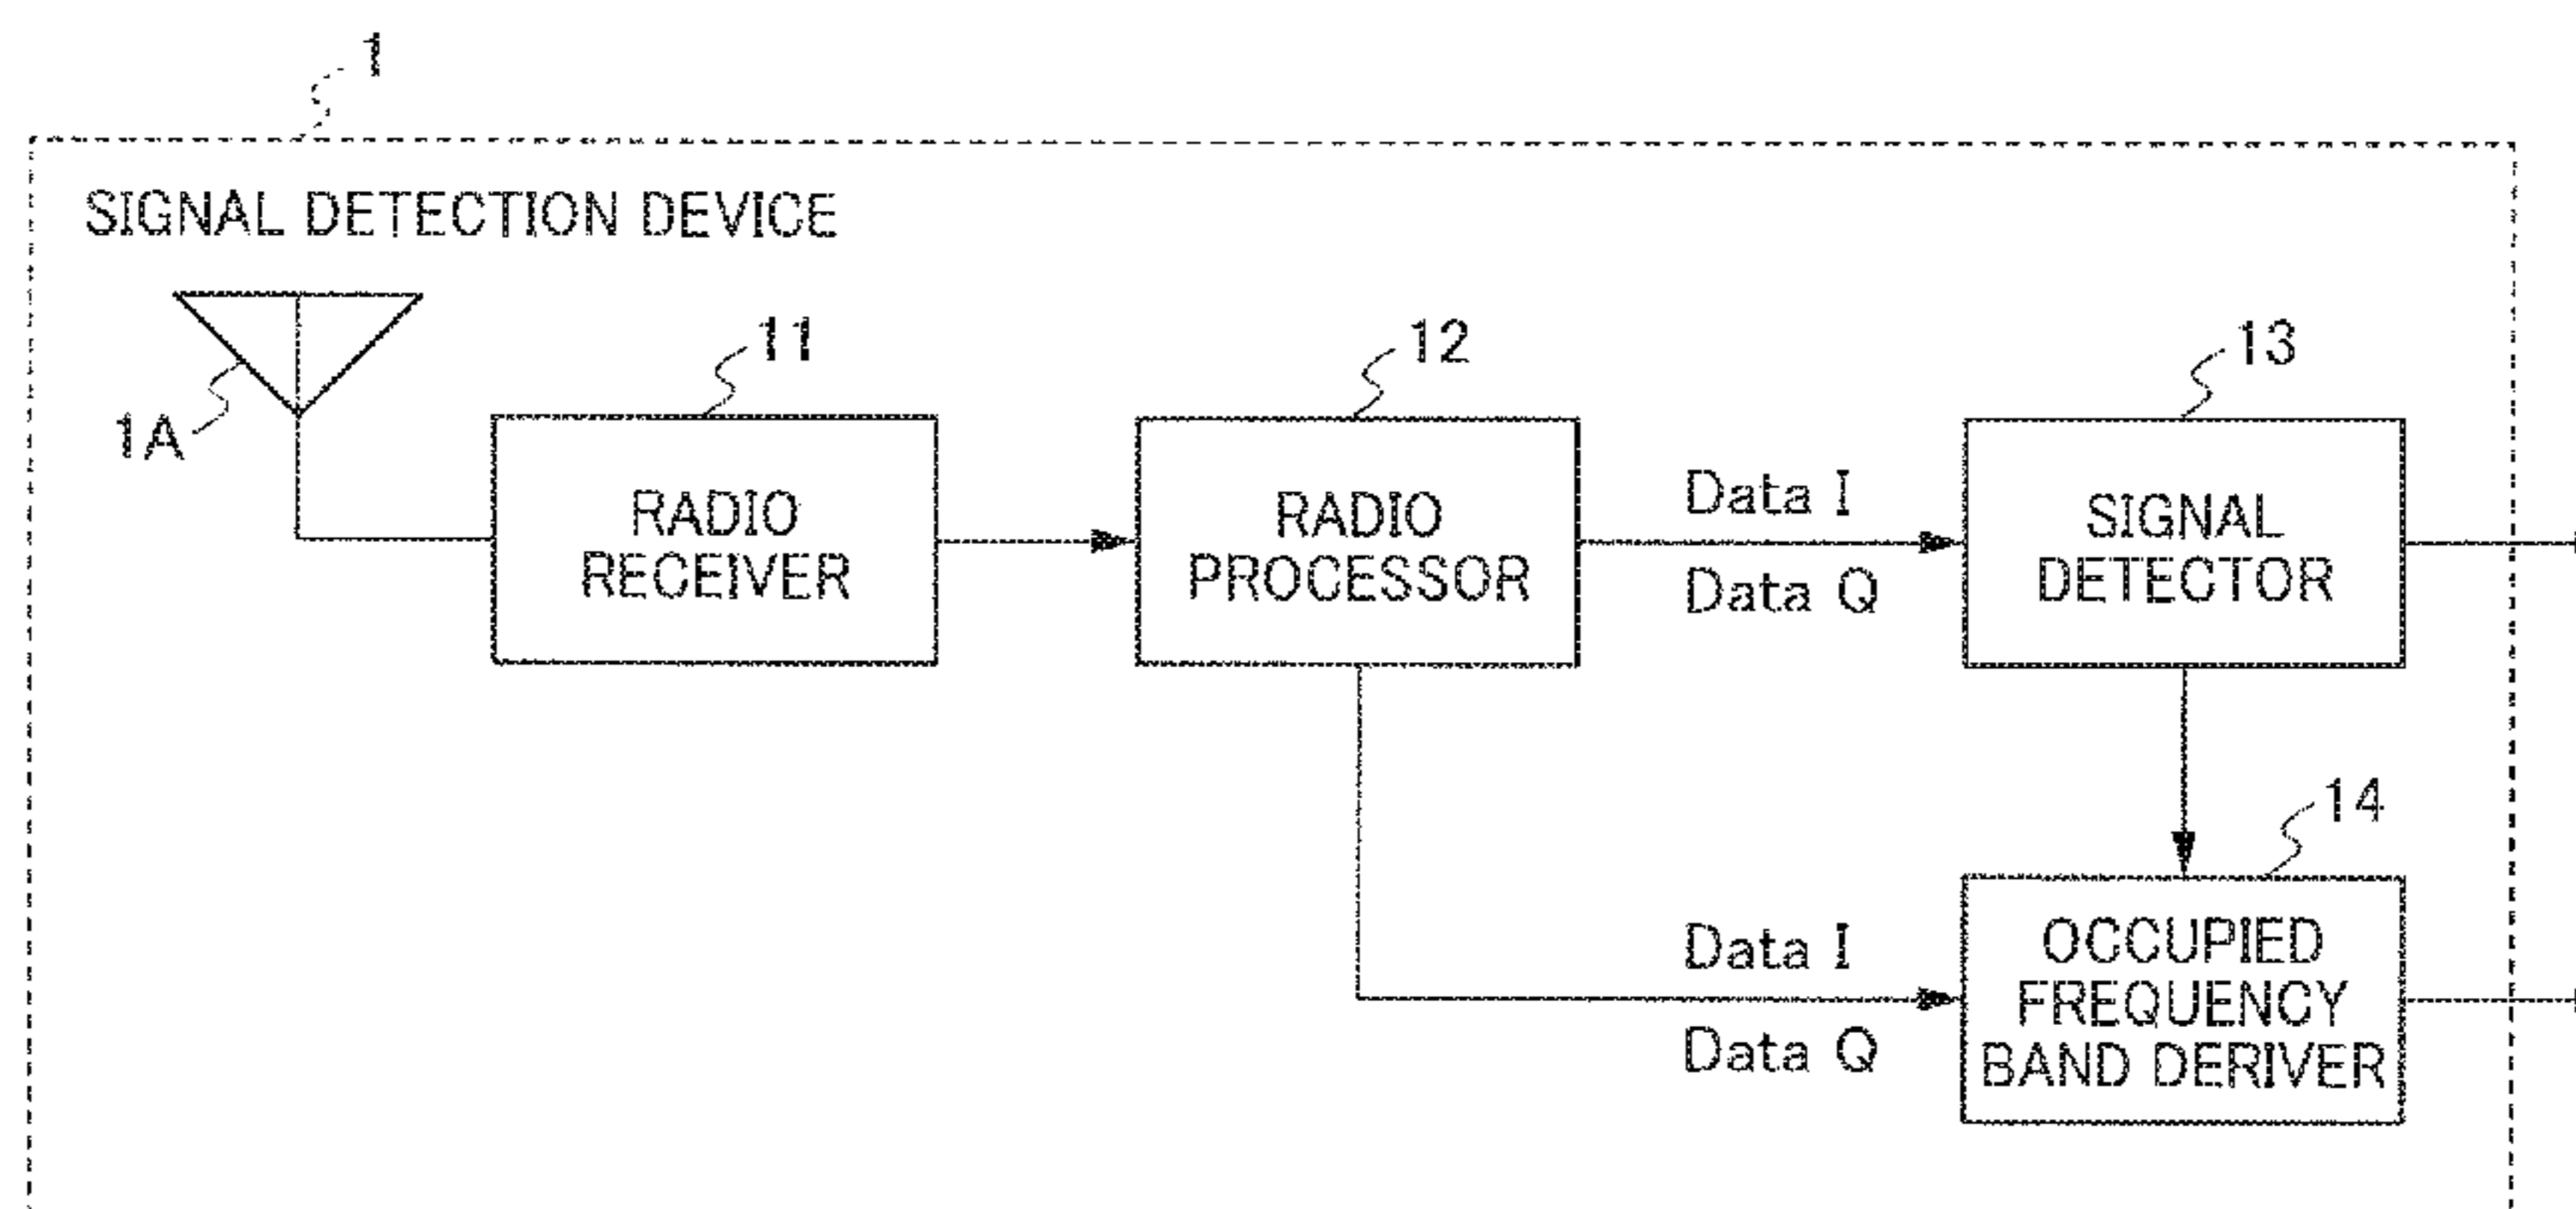 1
SIGNAL DETECTION DEVICE
1A
11
RADIO
RECEIVER
12
RADIO
PROCESSOR
Data I
Data Q
13
SIGNAL
DETECTOR
14
Data I
Data Q
OCCUPIED
FREQUENCY
BAND DERIVER